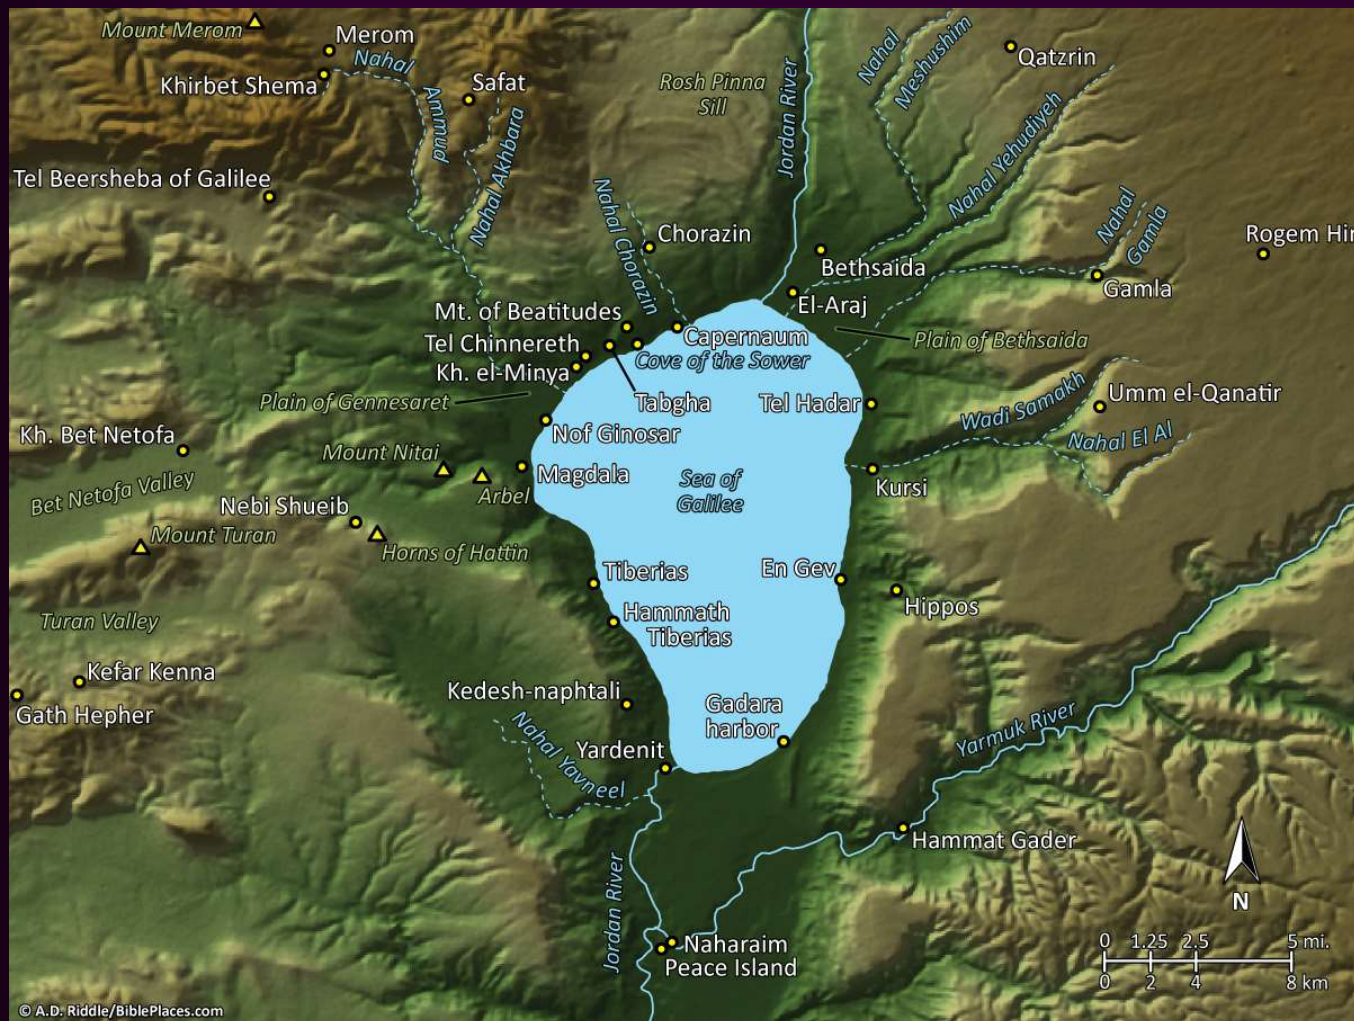 Mount Merom
Merom
Nahal
Ammud
Khirbet Shema
Safat
Nahal Akhbara
Rosh Pinna
Sill
Jordan River
Nahal
Meshushim
Qatzrin
Nahal Yehudiyeh
Tel Beersheba of Galilee
Nahal Chorazin
Chorazin
Nahal
Gamla
Rogem Hir
Bethsaida
El-Araj
Gamla
Mt. of Beatitudes
Capernaum
Tel Chinnereth
Cove of the Sower
Plain of Bethsaida
Kh. el-Minya
Plain of Gennesaret
Tabgha
Tel Hadar
Wadi Samakh
Umm el-Qanatir
Kh. Bet Netofa
Nof Ginosar
Nahal El Al
Mount Nitai
Magdala
Sea of
Galilee
Kursi
Bet Netofa Valley
Arbel
Nebi Shueib
Mount Turan
Horns of Hattin
Tiberias
En Gev
Hippos
Hammath
Tiberias
Turan Valley
Kefar Kenna
Gath Hepher
Kedesh-naphtali
Gadara
harbor
Yarmuk River
Nahal Yavneel
Yardenit
Hammat Gader
Jordan River
N
Naharaim
Peace Island
0 1.25 2.5 5 mi.
0 2 4 8 km
© A.D. Riddle/BiblePlaces.com